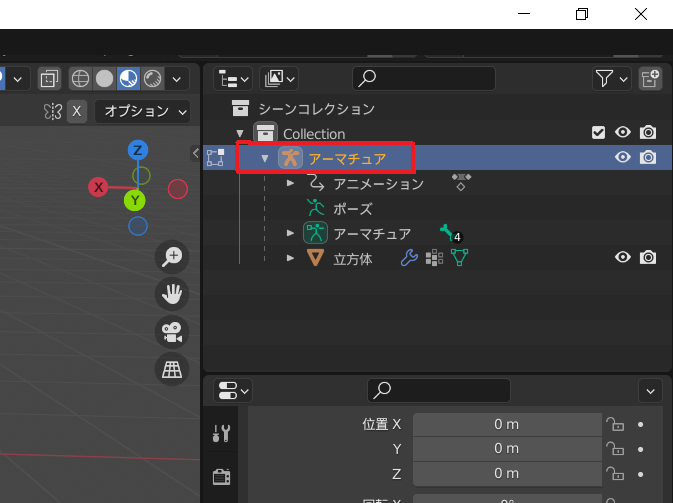 X オプション
シーンコレクション
Collection
アーマチュア
アニメーション
ポーズ
アーマチュア 4
立方体
Z
X
Y
位置 X 0 m
Y 0 m
Z 0 m
回転 X 0°